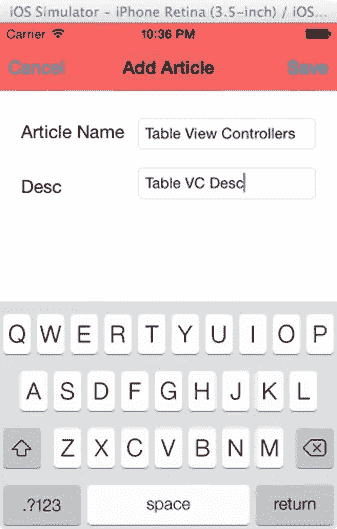 iOS Simulator - iPhone Retina (3.5-inch) / iOS...
Carrier 10:36 PM
Cancel Add Article Save
Article Name Table View Controllers
Desc Table VC Desc
Q W E R T Y U I O P
A S D F G H J K L
Z X C V B N M
.?123 space return